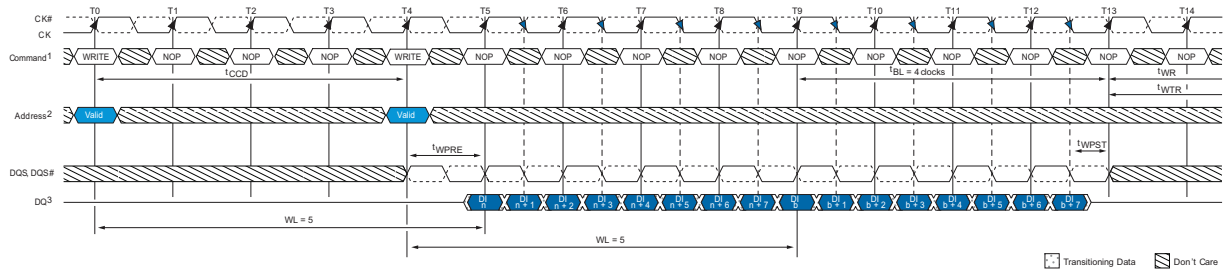 T0 T1 T2 T3 T4 T5 T6 T7 T8 T9 T10 T11 T12 T13 T14
CK#
CK
Command1 WRITE NOP NOP NOP WRITE NOP NOP NOP NOP NOP NOP NOP NOP NOP NOP
tCCD tBL = 4 clocks tWR
tWTR
Address2 Valid Valid
tWPRE tWPST
DQS, DQS#
DQ3 DI n DI n + 1 DI n + 2 DI n + 3 DI n + 4 DI n + 5 DI n + 6 DI n + 7 DI b DI b + 1 DI b + 2 DI b + 3 DI b + 4 DI b + 5 DI b + 6 DI b + 7
WL = 5
WL = 5
Transitioning Data Don't Care